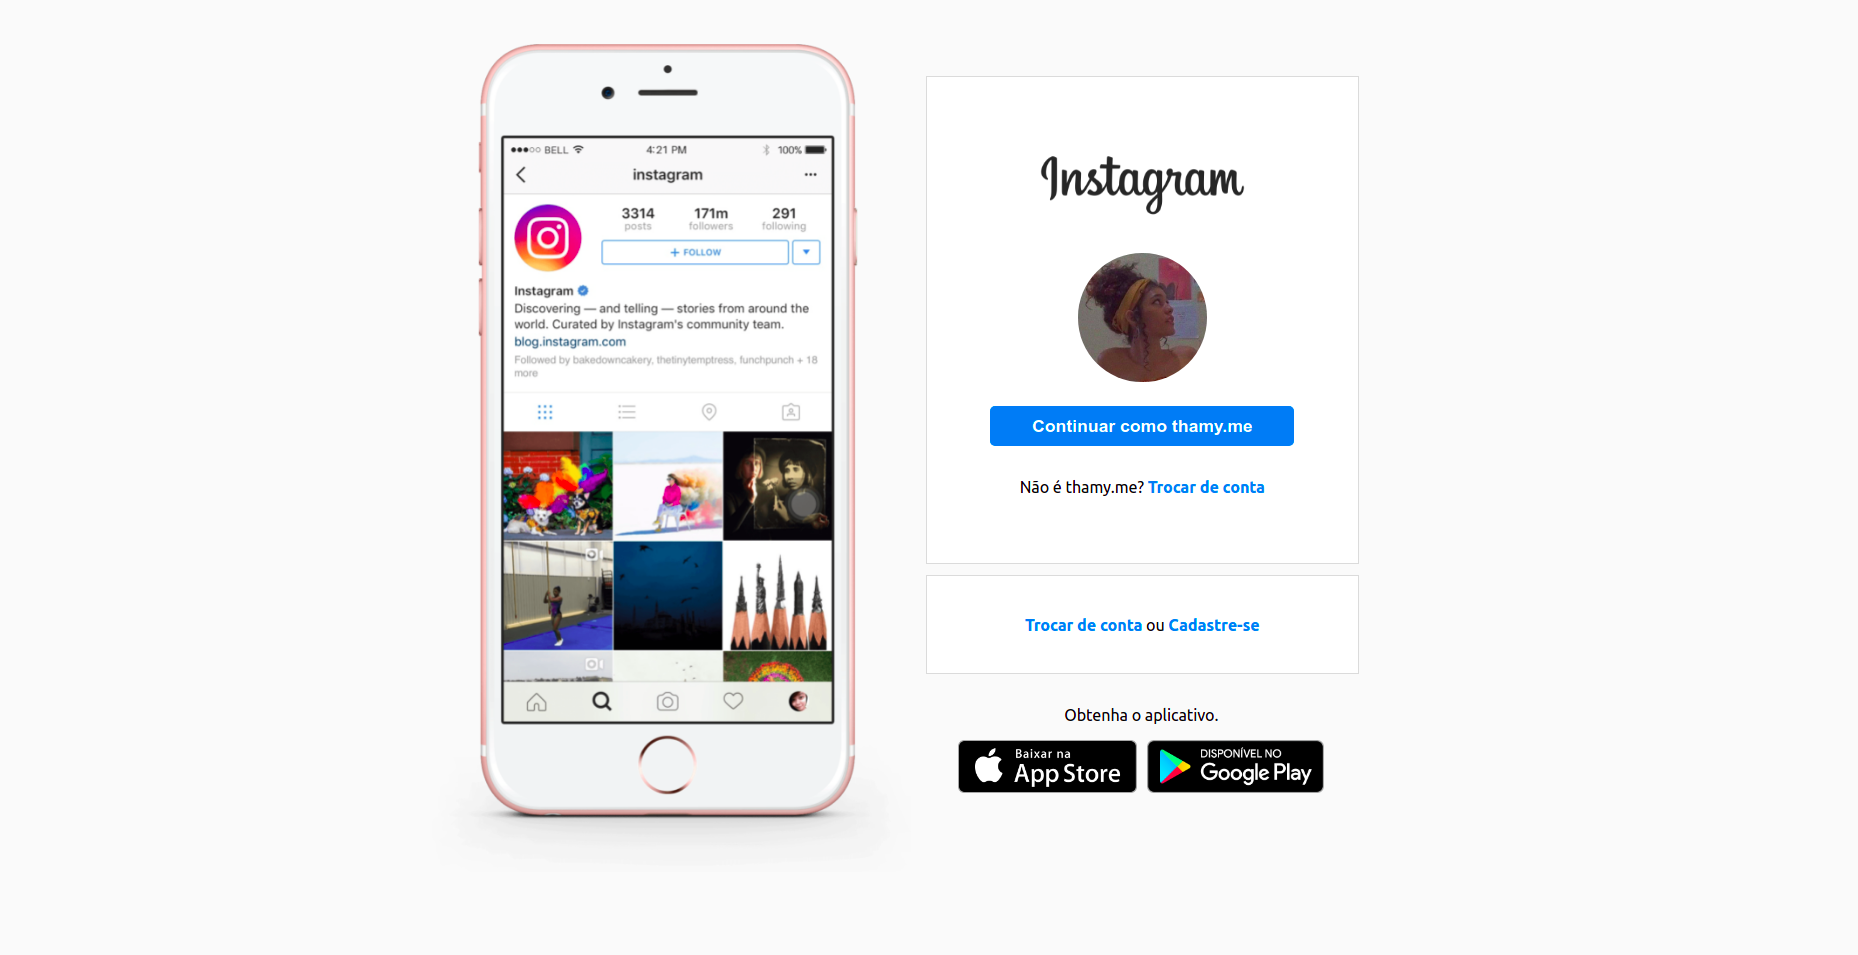 BELL
4:21 PM
100%
instagram
3314
171m
291
posts
followers
following
+ FOLLOW
Instagram
Discovering — and telling — stories from around the
world. Curated by Instagram's community team.
blog.instagram.com
Followed by bakedowncakery, thetinytemptress, funchpunch + 18
more
Instagram
Continuar como thamy.me
Não é thamy.me? Trocar de conta
Trocar de conta ou Cadastre-se
Obtenha o aplicativo.
Baixar na
App Store
DISPONÍVEL NO
Google Play